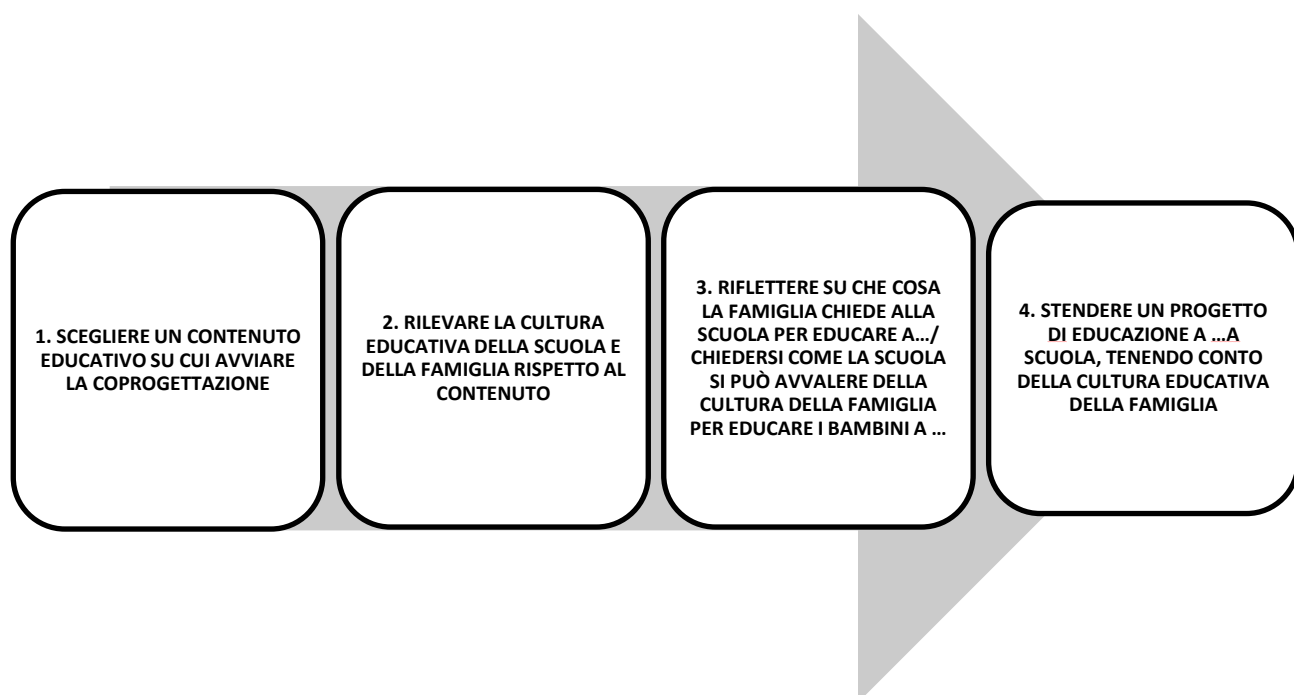 1. SCEGLIERE UN CONTENUTO
EDUCATIVO SU CUI AVVIARE
LA COPROGETTAZIONE
2. RILEVARE LA CULTURA
EDUCATIVA DELLA SCUOLA E
DELLA FAMIGLIA RISPETTO AL
CONTENUTO
3. RIFLETTERE SU CHE COSA
LA FAMIGLIA CHIEDE ALLA
SCUOLA PER EDUCARE A…/
CHIEDERSI COME LA SCUOLA
SI PUÒ AVVALERE DELLA
CULTURA DELLA FAMIGLIA
PER EDUCARE I BAMBINI A …
4. STENDERE UN PROGETTO
DI EDUCAZIONE A …A
SCUOLA, TENENDO CONTO
DELLA CULTURA EDUCATIVA
DELLA FAMIGLIA